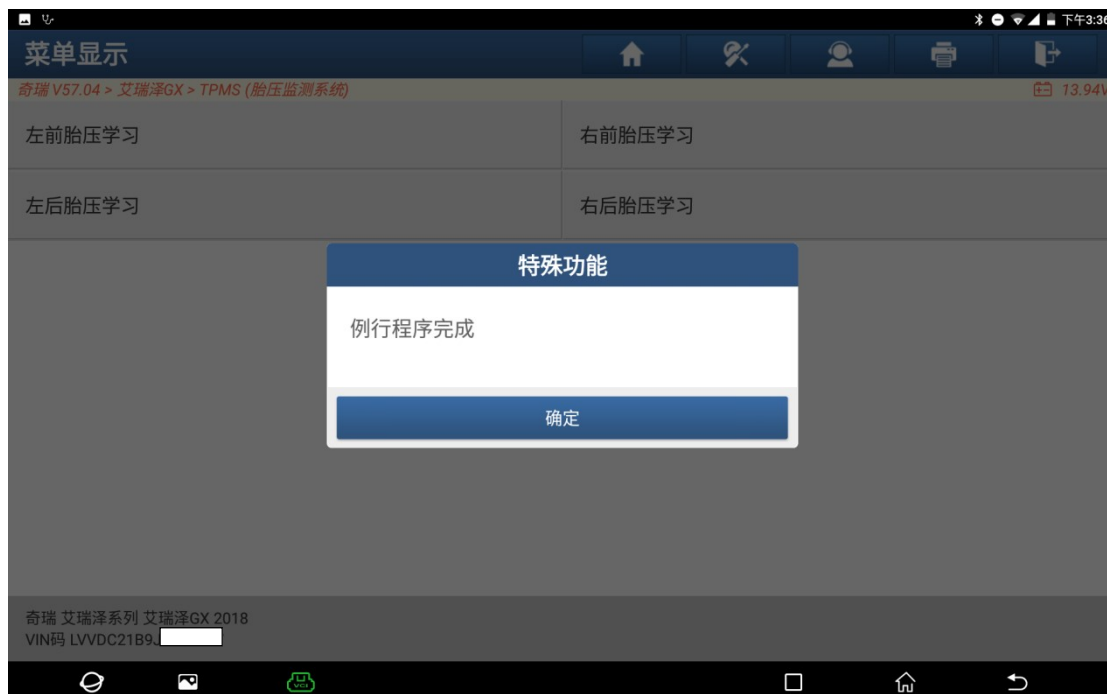 下午3:36
菜单显示
奇瑞 V57.04 > 艾瑞泽GX > TPMS (胎压监测系统)
13.94V
左前胎压学习
右前胎压学习
左后胎压学习
右后胎压学习
特殊功能
例行程序完成
确定
奇瑞 艾瑞泽系列 艾瑞泽GX 2018
VIN码 LVVDC21B9J
VCI